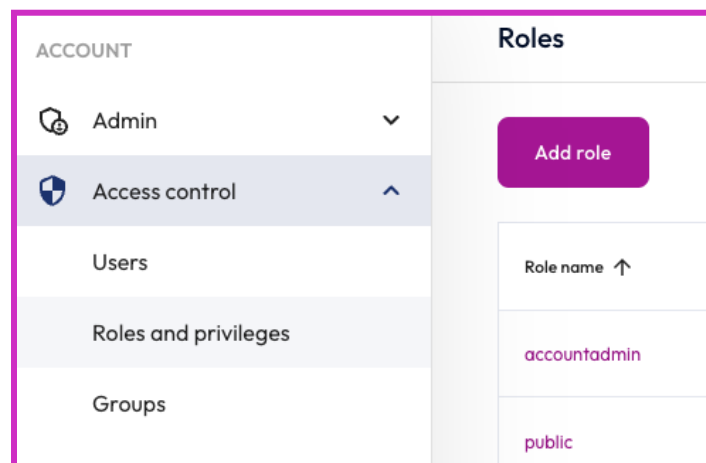 ACCOUNT
Admin
Access control
Users
Roles and privileges
Groups
Roles
Add role
Role name
accountadmin
public